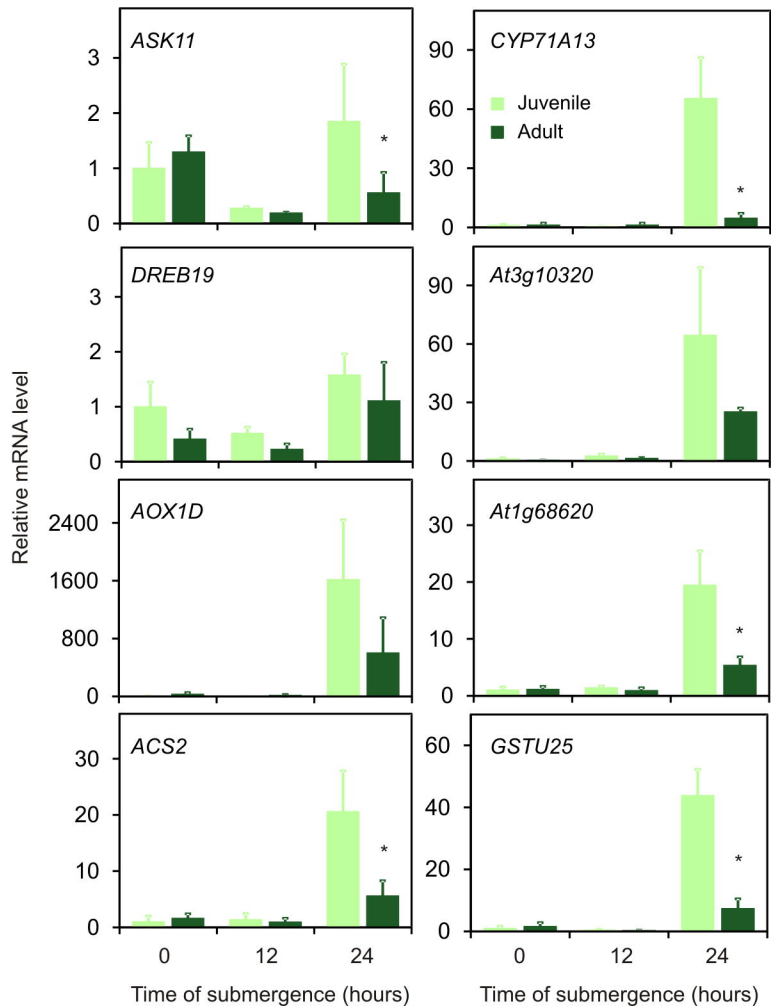 Relative mRNA level
ASK11
3
2
1
0
*
CYP71A13
90
60
30
0
Juvenile
Adult
*
DREB19
3
2
1
0
At3g10320
90
60
30
0
AOX1D
2400
1600
800
0
At1g68620
30
20
10
0
*
ACS2
30
20
10
0
*
0 12 24
Time of submergence (hours)
GSTU25
60
40
20
0
*
0 12 24
Time of submergence (hours)